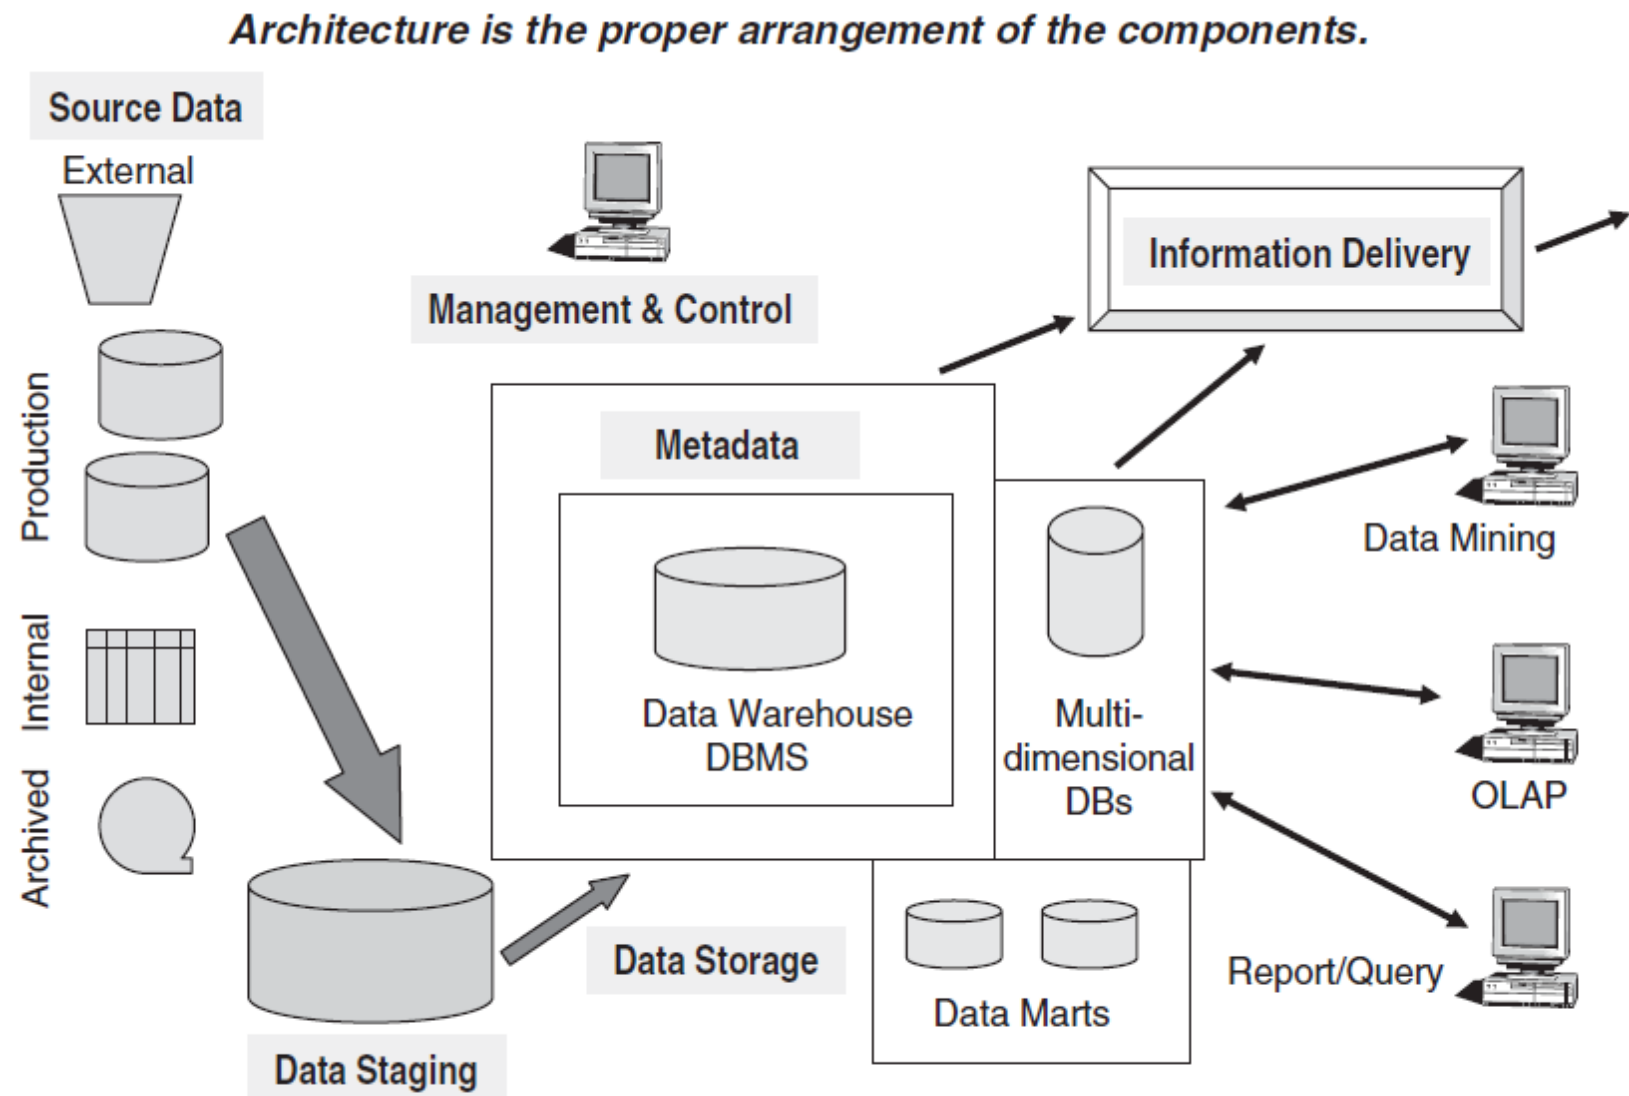 Architecture is the proper arrangement of the components.
Source Data
External
Production
Internal
Archived
Data Staging
Management & Control
Metadata
Data Warehouse
DBMS
Data Storage
Multi-
dimensional
DBs
Data Marts
Information Delivery
Data Mining
OLAP
Report/Query